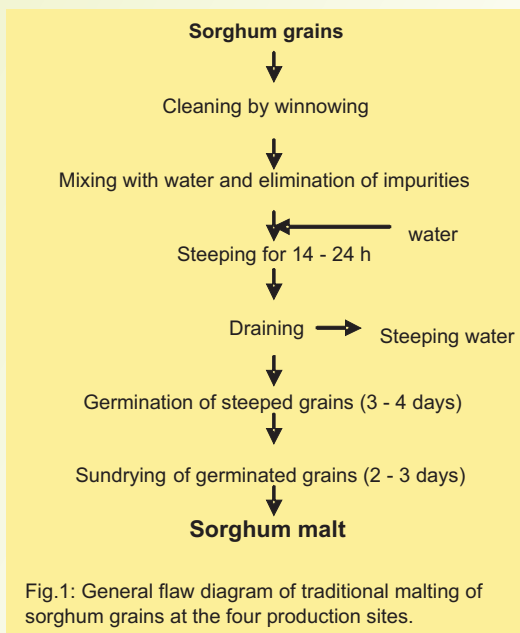 Sorghum grains
Cleaning by winnowing
Mixing with water and elimination of impurities
water
Steeping for 14 - 24 h
Draining
Steeping water
Germination of steeped grains (3 - 4 days)
Sundrying of germinated grains (2 - 3 days)
Sorghum malt
Fig.1: General flaw diagram of traditional malting of
sorghum grains at the four production sites.